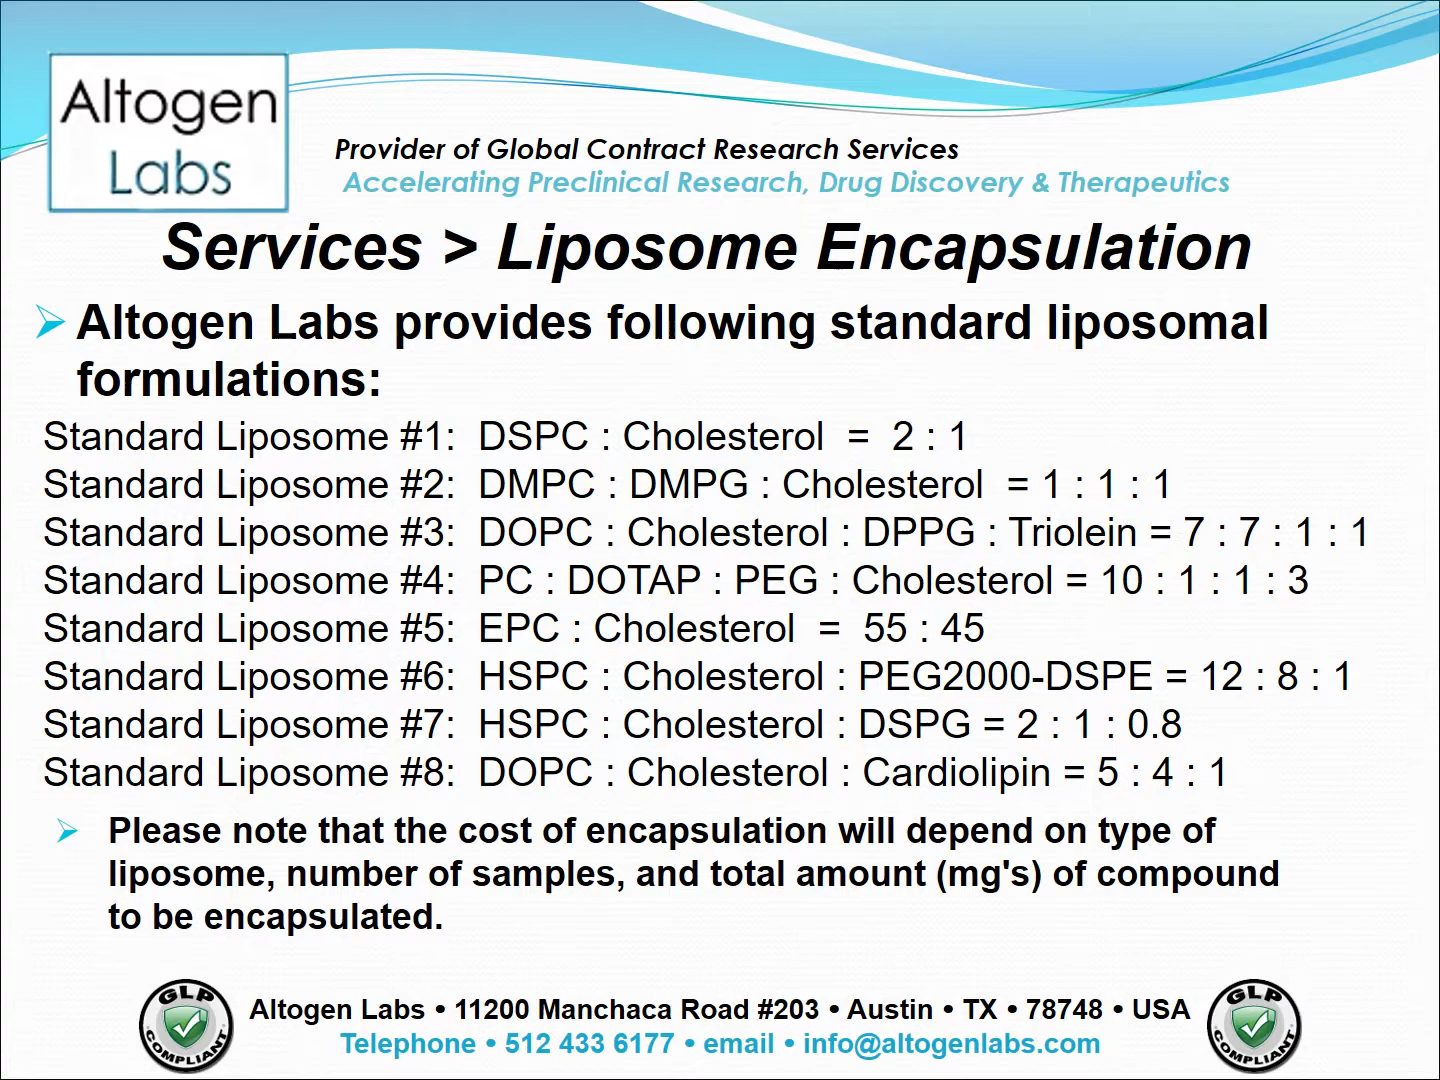 Altogen
Labs
Provider of Global Contract Research Services
Accelerating Preclinical Research, Drug Discovery & Therapeutics
Services > Liposome Encapsulation
Altogen Labs provides following standard liposomal
formulations:
Standard Liposome #1: DSPC : Cholesterol = 2 : 1
Standard Liposome #2: DMPC : DMPG : Cholesterol = 1 : 1 : 1
Standard Liposome #3: DOPC : Cholesterol : DPPG : Triolein = 7 : 7 : 1 : 1
Standard Liposome #4: PC : DOTAP : PEG : Cholesterol = 10 : 1 : 1 : 3
Standard Liposome #5: EPC : Cholesterol = 55 : 45
Standard Liposome #6: HSPC : Cholesterol : PEG2000-DSPE = 12 : 8 : 1
Standard Liposome #7: HSPC : Cholesterol : DSPG = 2 : 1 : 0.8
Standard Liposome #8: DOPC : Cholesterol : Cardiolipin = 5 : 4 : 1
Please note that the cost of encapsulation will depend on type of
liposome, number of samples, and total amount (mg's) of compound
to be encapsulated.
GLP
COMPLIANT
Altogen Labs • 11200 Manchaca Road #203 • Austin • TX • 78748 • USA
Telephone • 512 433 6177 • email • info@altogenlabs.com
GLP
COMPLIANT